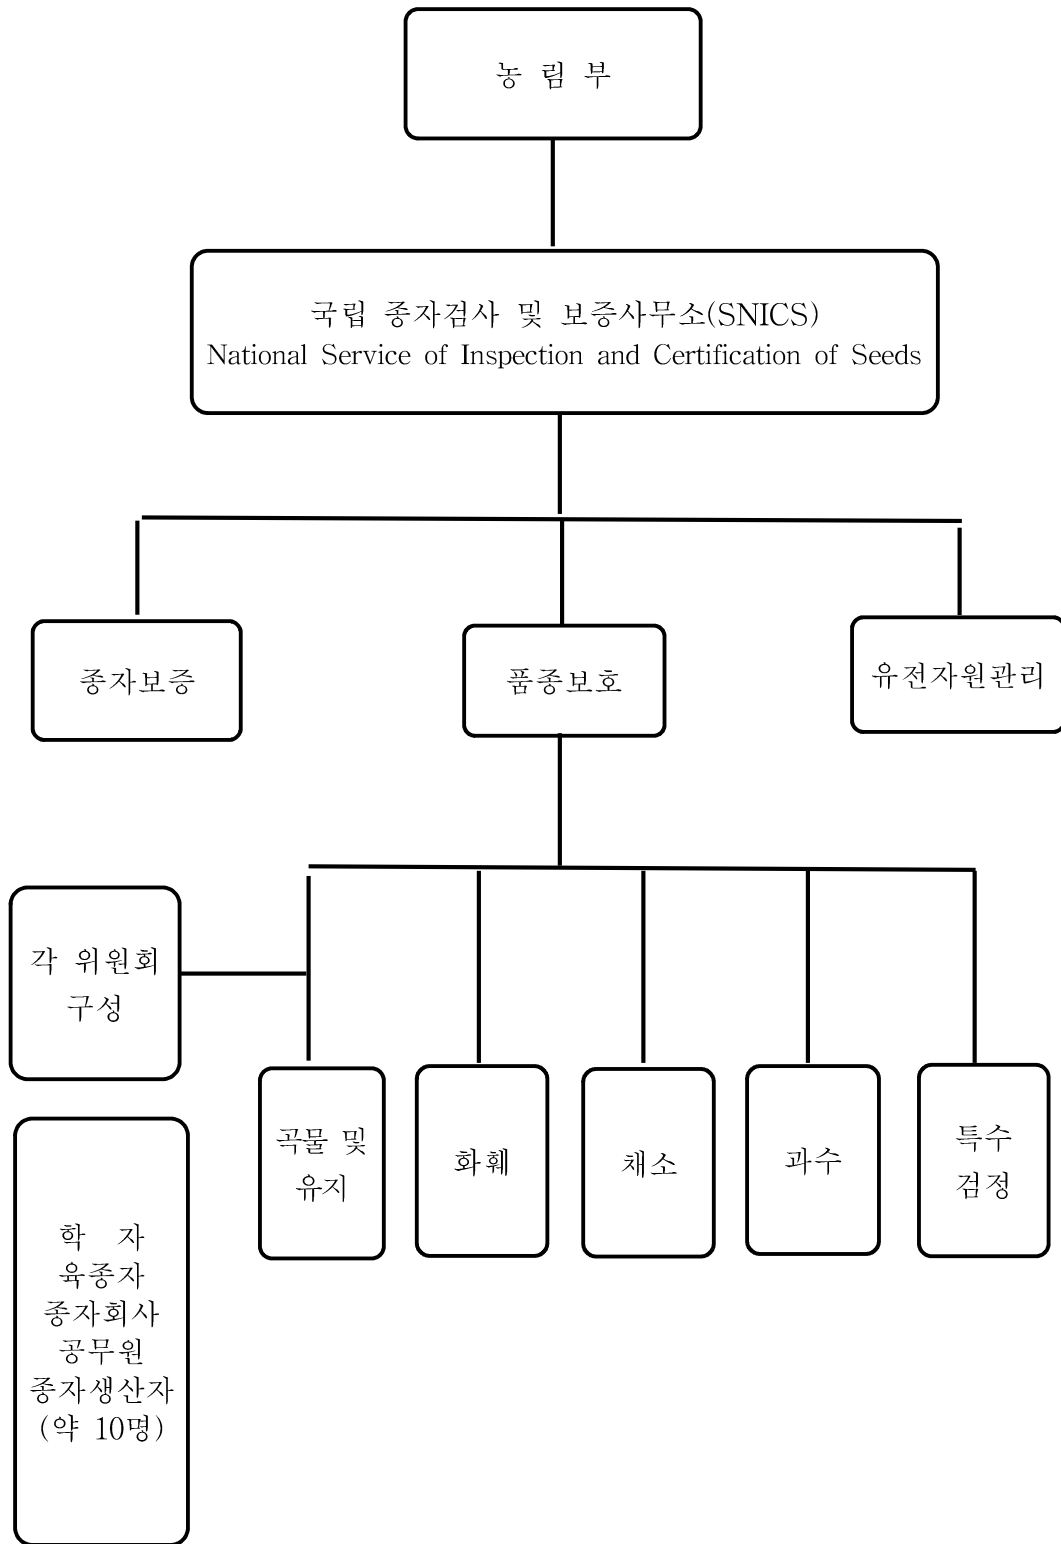 농 림 부
국립 종자검사 및 보증사무소(SNICS)
National Service of Inspection and Certification of Seeds
종자보증
품종보호
유전자원관리
각 위원회
구성
곡물 및
유지
화훼
채소
과수
특수
검정
학 자
육종자
종자회사
공무원
종자생산자
(약 10명)